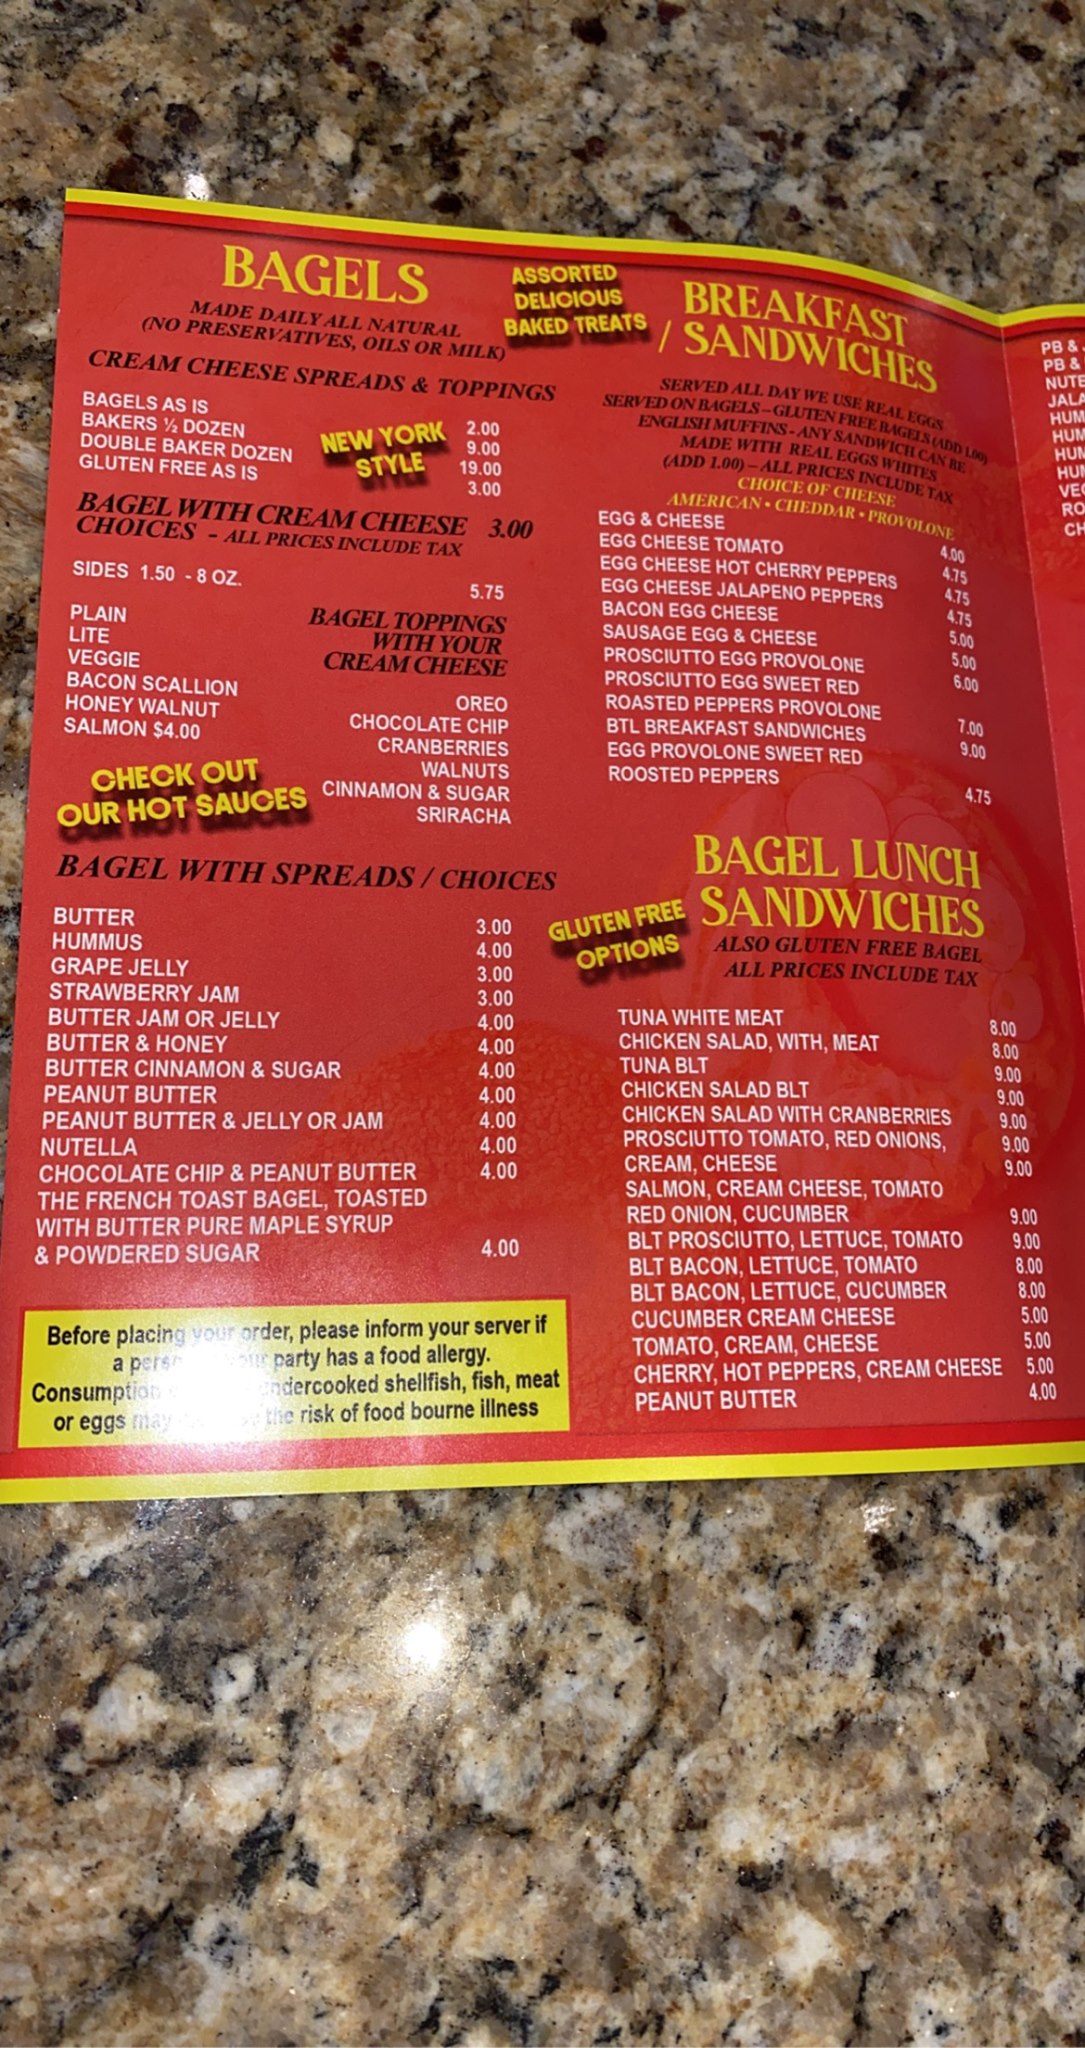 BAGELS
MADE DAILY ALL NATURAL
(NO PRESERVATIVES, OILS OR MILK)
ASSORTED
DELICIOUS
BAKED TREATS
CREAM CHEESE SPREADS & TOPPINGS
BAGELS AS IS 2.00
BAKERS ½ DOZEN 9.00
DOUBLE BAKER DOZEN 19.00
GLUTEN FREE AS IS 3.00
NEW YORK
STYLE
BAGEL WITH CREAM CHEESE 3.00
CHOICES - ALL PRICES INCLUDE TAX
SIDES 1.50 - 8 OZ. 5.75
PLAIN
LITE
VEGGIE
BACON SCALLION
HONEY WALNUT
SALMON $4.00
BAGEL TOPPINGS
WITH YOUR
CREAM CHEESE
OREO
CHOCOLATE CHIP
CRANBERRIES
WALNUTS
CINNAMON & SUGAR
SRIRACHA
CHECK OUT
OUR HOT SAUCES
BAGEL WITH SPREADS / CHOICES
BUTTER 3.00
HUMMUS 4.00
GRAPE JELLY 3.00
STRAWBERRY JAM 3.00
BUTTER JAM OR JELLY 4.00
BUTTER & HONEY 4.00
BUTTER CINNAMON & SUGAR 4.00
PEANUT BUTTER 4.00
PEANUT BUTTER & JELLY OR JAM 4.00
NUTELLA 4.00
CHOCOLATE CHIP & PEANUT BUTTER 4.00
THE FRENCH TOAST BAGEL, TOASTED
WITH BUTTER PURE MAPLE SYRUP
& POWDERED SUGAR 4.00
Before placing your order, please inform your server if
a party has a food allergy.
Consumption undercooked shellfish, fish, meat
or eggs may the risk of food bourne illness
BREAKFAST
/ SANDWICHES
SERVED ALL DAY WE USE REAL EGGS
SERVED ON BAGELS – GLUTEN FREE BAGELS (ADD 1.00)
ENGLISH MUFFINS - ANY SANDWICH CAN BE
MADE WITH REAL EGGS WHITES
(ADD 1.00) – ALL PRICES INCLUDE TAX
CHOICE OF CHEESE
AMERICAN • CHEDDAR • PROVOLONE
EGG & CHEESE 4.00
EGG CHEESE TOMATO 4.75
EGG CHEESE HOT CHERRY PEPPERS 4.75
EGG CHEESE JALAPENO PEPPERS 4.75
BACON EGG CHEESE 5.00
SAUSAGE EGG & CHEESE 5.00
PROSCIUTTO EGG PROVOLONE 6.00
PROSCIUTTO EGG SWEET RED
ROASTED PEPPERS PROVOLONE 7.00
BTL BREAKFAST SANDWICHES 9.00
EGG PROVOLONE SWEET RED
ROOSTED PEPPERS 4.75
BAGEL LUNCH
SANDWICHES
GLUTEN FREE
OPTIONS
ALSO GLUTEN FREE BAGEL
ALL PRICES INCLUDE TAX
TUNA WHITE MEAT 8.00
CHICKEN SALAD, WITH, MEAT 8.00
TUNA BLT 9.00
CHICKEN SALAD BLT 9.00
CHICKEN SALAD WITH CRANBERRIES 9.00
PROSCIUTTO TOMATO, RED ONIONS, 9.00
CREAM, CHEESE 9.00
SALMON, CREAM CHEESE, TOMATO
RED ONION, CUCUMBER 9.00
BLT PROSCIUTTO, LETTUCE, TOMATO 9.00
BLT BACON, LETTUCE, TOMATO 8.00
BLT BACON, LETTUCE, CUCUMBER 8.00
CUCUMBER CREAM CHEESE 5.00
TOMATO, CREAM, CHEESE 5.00
CHERRY, HOT PEPPERS, CREAM CHEESE 5.00
PEANUT BUTTER 4.00
PB &
PB &